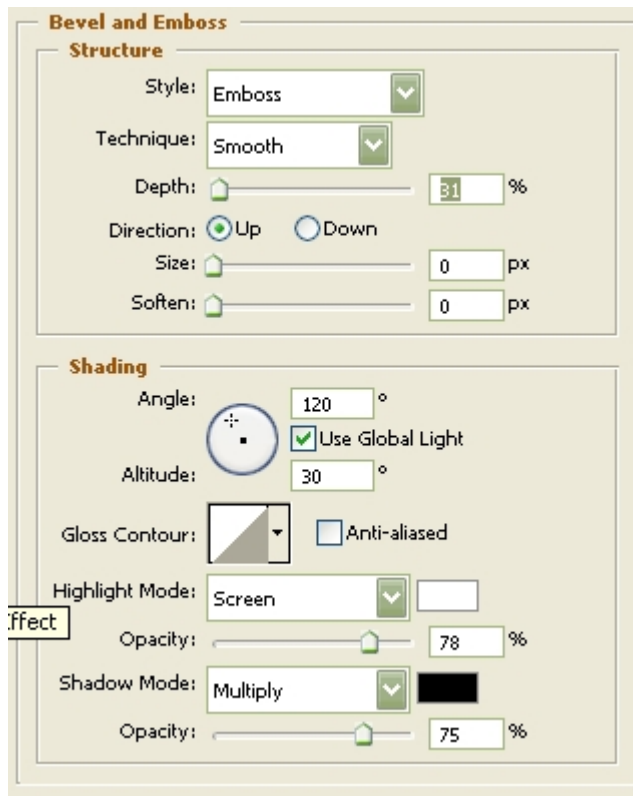 Bevel and Emboss
Structure
Style: Emboss
Technique: Smooth
Depth: 31 %
Direction: Up Down
Size: 0 px
Soften: 0 px
Shading
Angle: 120 °
Use Global Light
Altitude: 30 °
Gloss Contour: Anti-aliased
Highlight Mode: Screen
Effect
Opacity: 78 %
Shadow Mode: Multiply
Opacity: 75 %